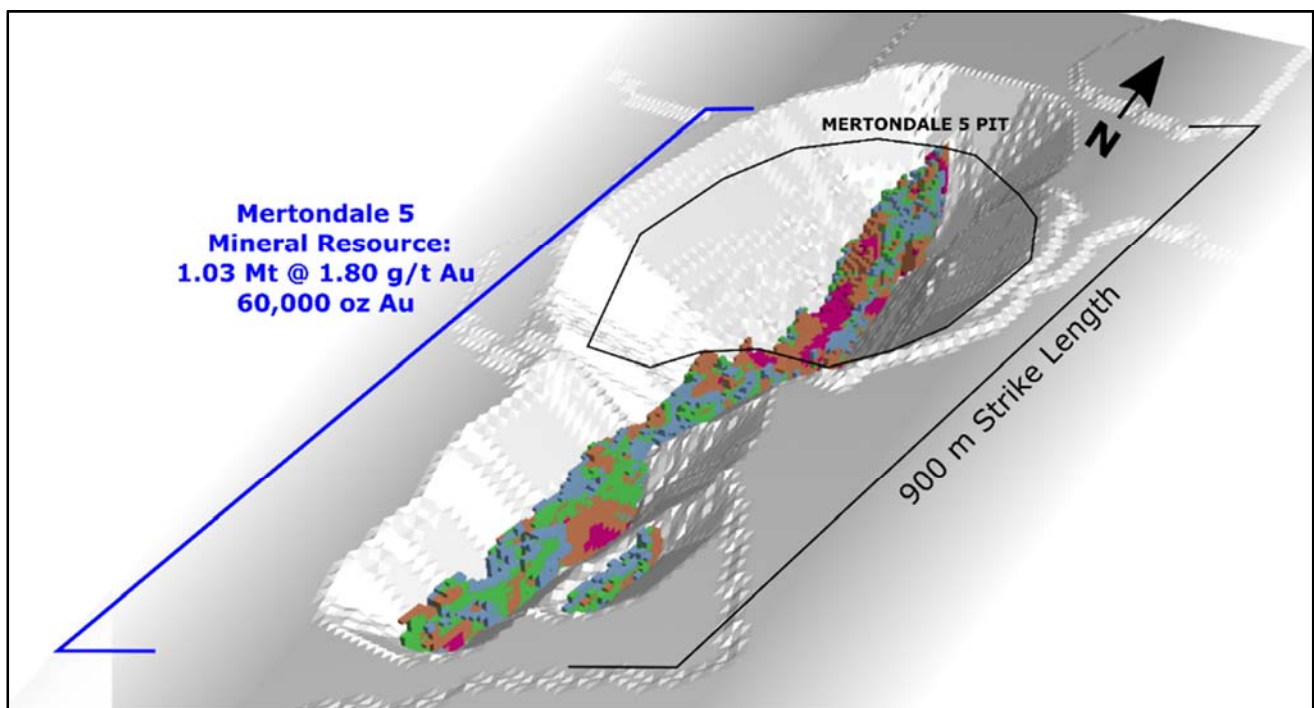 MERTONDALE 5 PIT
N
Mertondale 5
Mineral Resource:
1.03 Mt @ 1.80 g/t Au
60,000 oz Au
900 m Strike Length